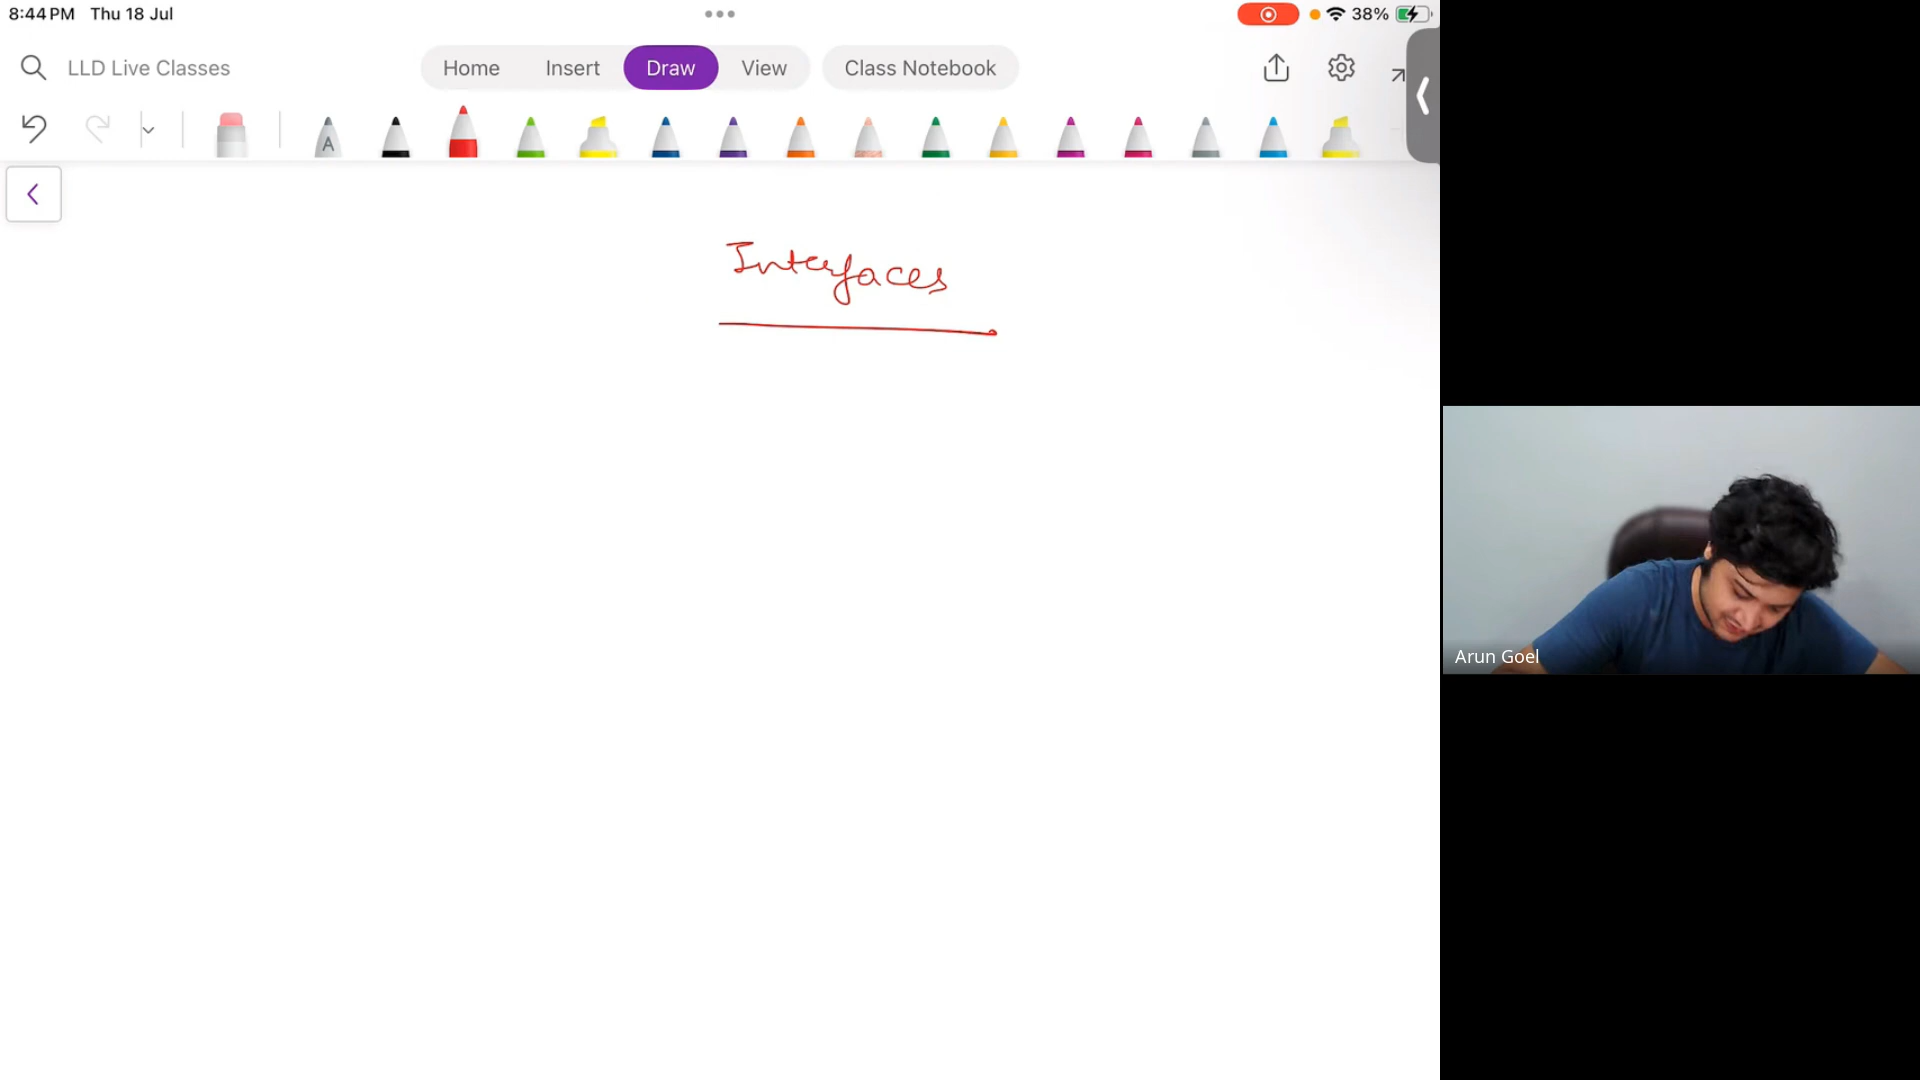 8:44 PM Thu 18 Jul
38%
LLD Live Classes
Home Insert Draw View Class Notebook
A
Interfaces
Arun Goel